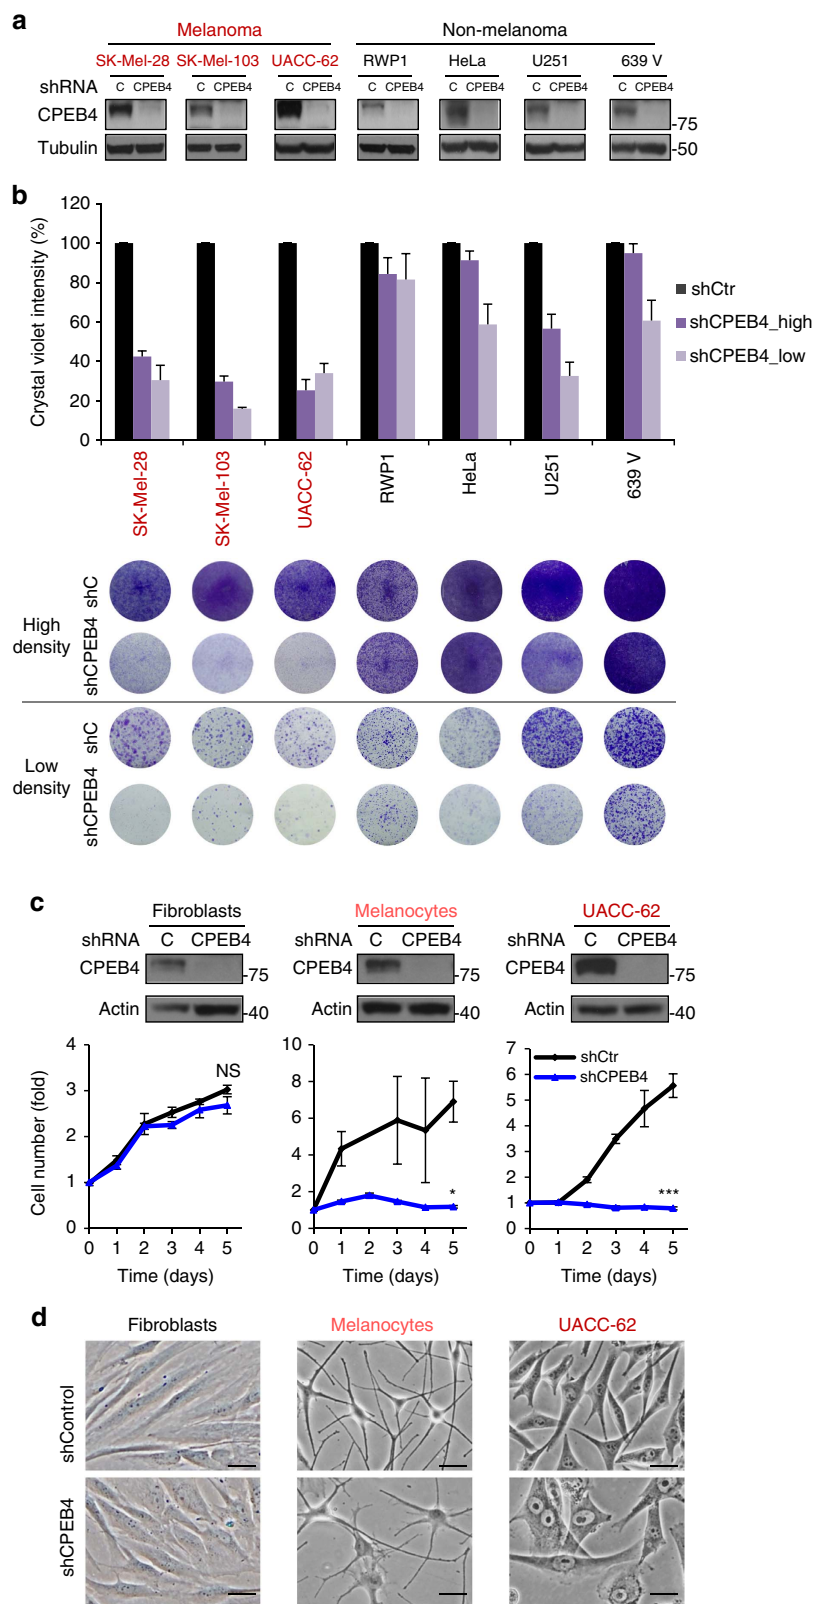 a
Melanoma Non-melanoma
SK-Mel-28 SK-Mel-103 UACC-62 RWP1 HeLa U251 639 V
shRNA C CPEB4 C CPEB4 C CPEB4 C CPEB4 C CPEB4 C CPEB4 C CPEB4
CPEB4 -75
Tubulin -50
b
Crystal violet intensity (%)
120
100
80
60
40
20
0
shCtr
shCPEB4_high
shCPEB4_low
SK-Mel-28 SK-Mel-103 UACC-62 RWP1 HeLa U251 639 V
High density
shC
shCPEB4
Low density
shC
shCPEB4
c
Fibroblasts Melanocytes UACC-62
shRNA C CPEB4 shRNA C CPEB4 shRNA C CPEB4
CPEB4 -75 CPEB4 -75 CPEB4 -75
Actin -40 Actin -40 Actin -40
Cell number (fold)
4
3
2
1
0
NS
0 1 2 3 4 5
Time (days)
10
8
6
4
2
0
*
0 1 2 3 4 5
Time (days)
7
6
5
4
3
2
1
0
shCtr
shCPEB4
***
0 1 2 3 4 5
Time (days)
d
Fibroblasts Melanocytes UACC-62
shControl
shCPEB4